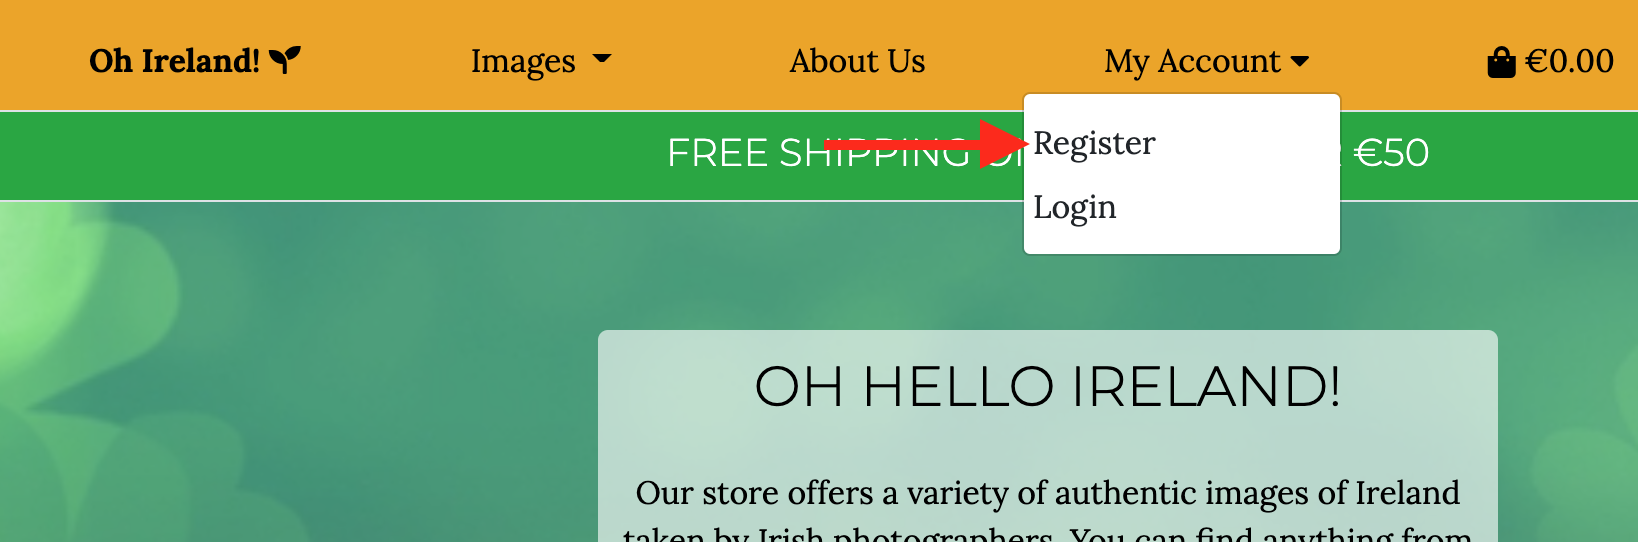 Oh Ireland! Images About Us My Account €0.00
Register
FREE SHIPPING €50
Login
OH HELLO IRELAND!
Our store offers a variety of authentic images of Ireland
taken by Irish photographers. You can find anything from